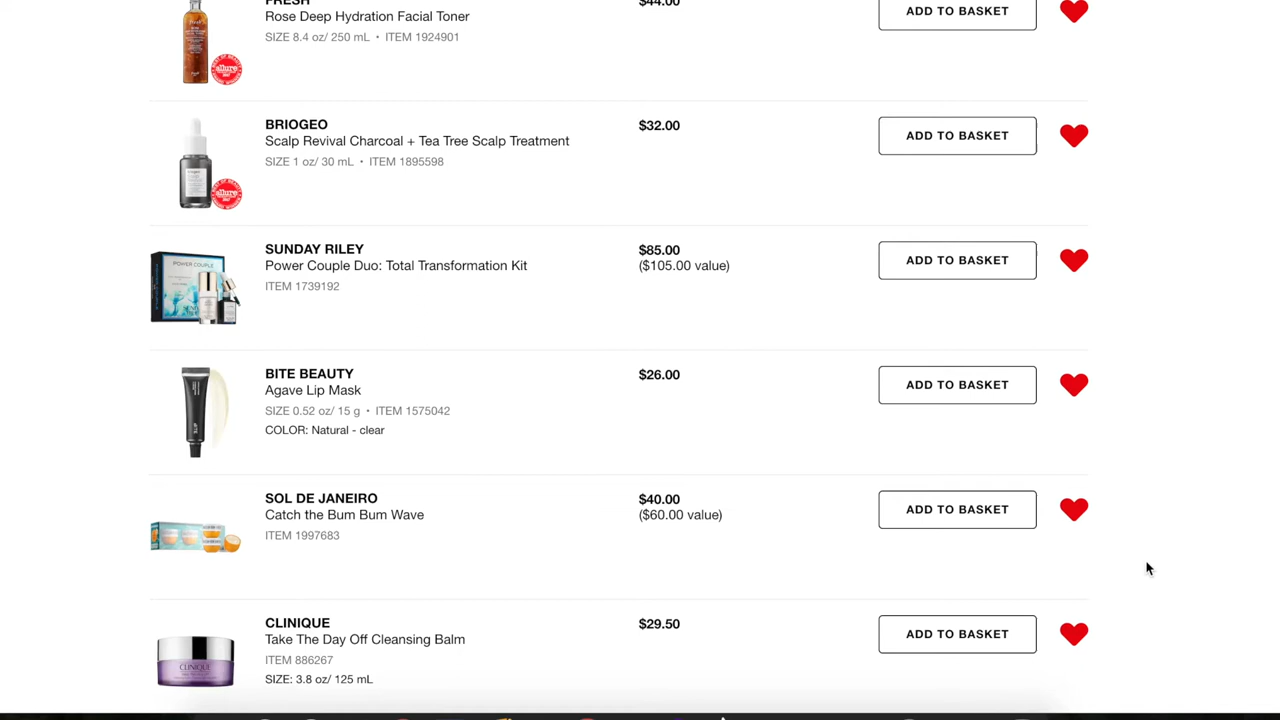 FRESH
$44.00
ADD TO BASKET
Rose Deep Hydration Facial Toner
SIZE 8.4 oz/ 250 mL • ITEM 1924901
allure
BRIOGEO
$32.00
ADD TO BASKET
Scalp Revival Charcoal + Tea Tree Scalp Treatment
SIZE 1 oz/ 30 mL • ITEM 1895598
allure
SUNDAY RILEY
$85.00
ADD TO BASKET
Power Couple Duo: Total Transformation Kit
($105.00 value)
ITEM 1739192
POWER COUPLE
BITE BEAUTY
$26.00
ADD TO BASKET
Agave Lip Mask
SIZE 0.52 oz/ 15 g • ITEM 1575042
COLOR: Natural - clear
SOL DE JANEIRO
$40.00
ADD TO BASKET
Catch the Bum Bum Wave
($60.00 value)
ITEM 1997683
CLINIQUE
$29.50
ADD TO BASKET
Take The Day Off Cleansing Balm
ITEM 886267
SIZE: 3.8 oz/ 125 mL
CLINIQUE